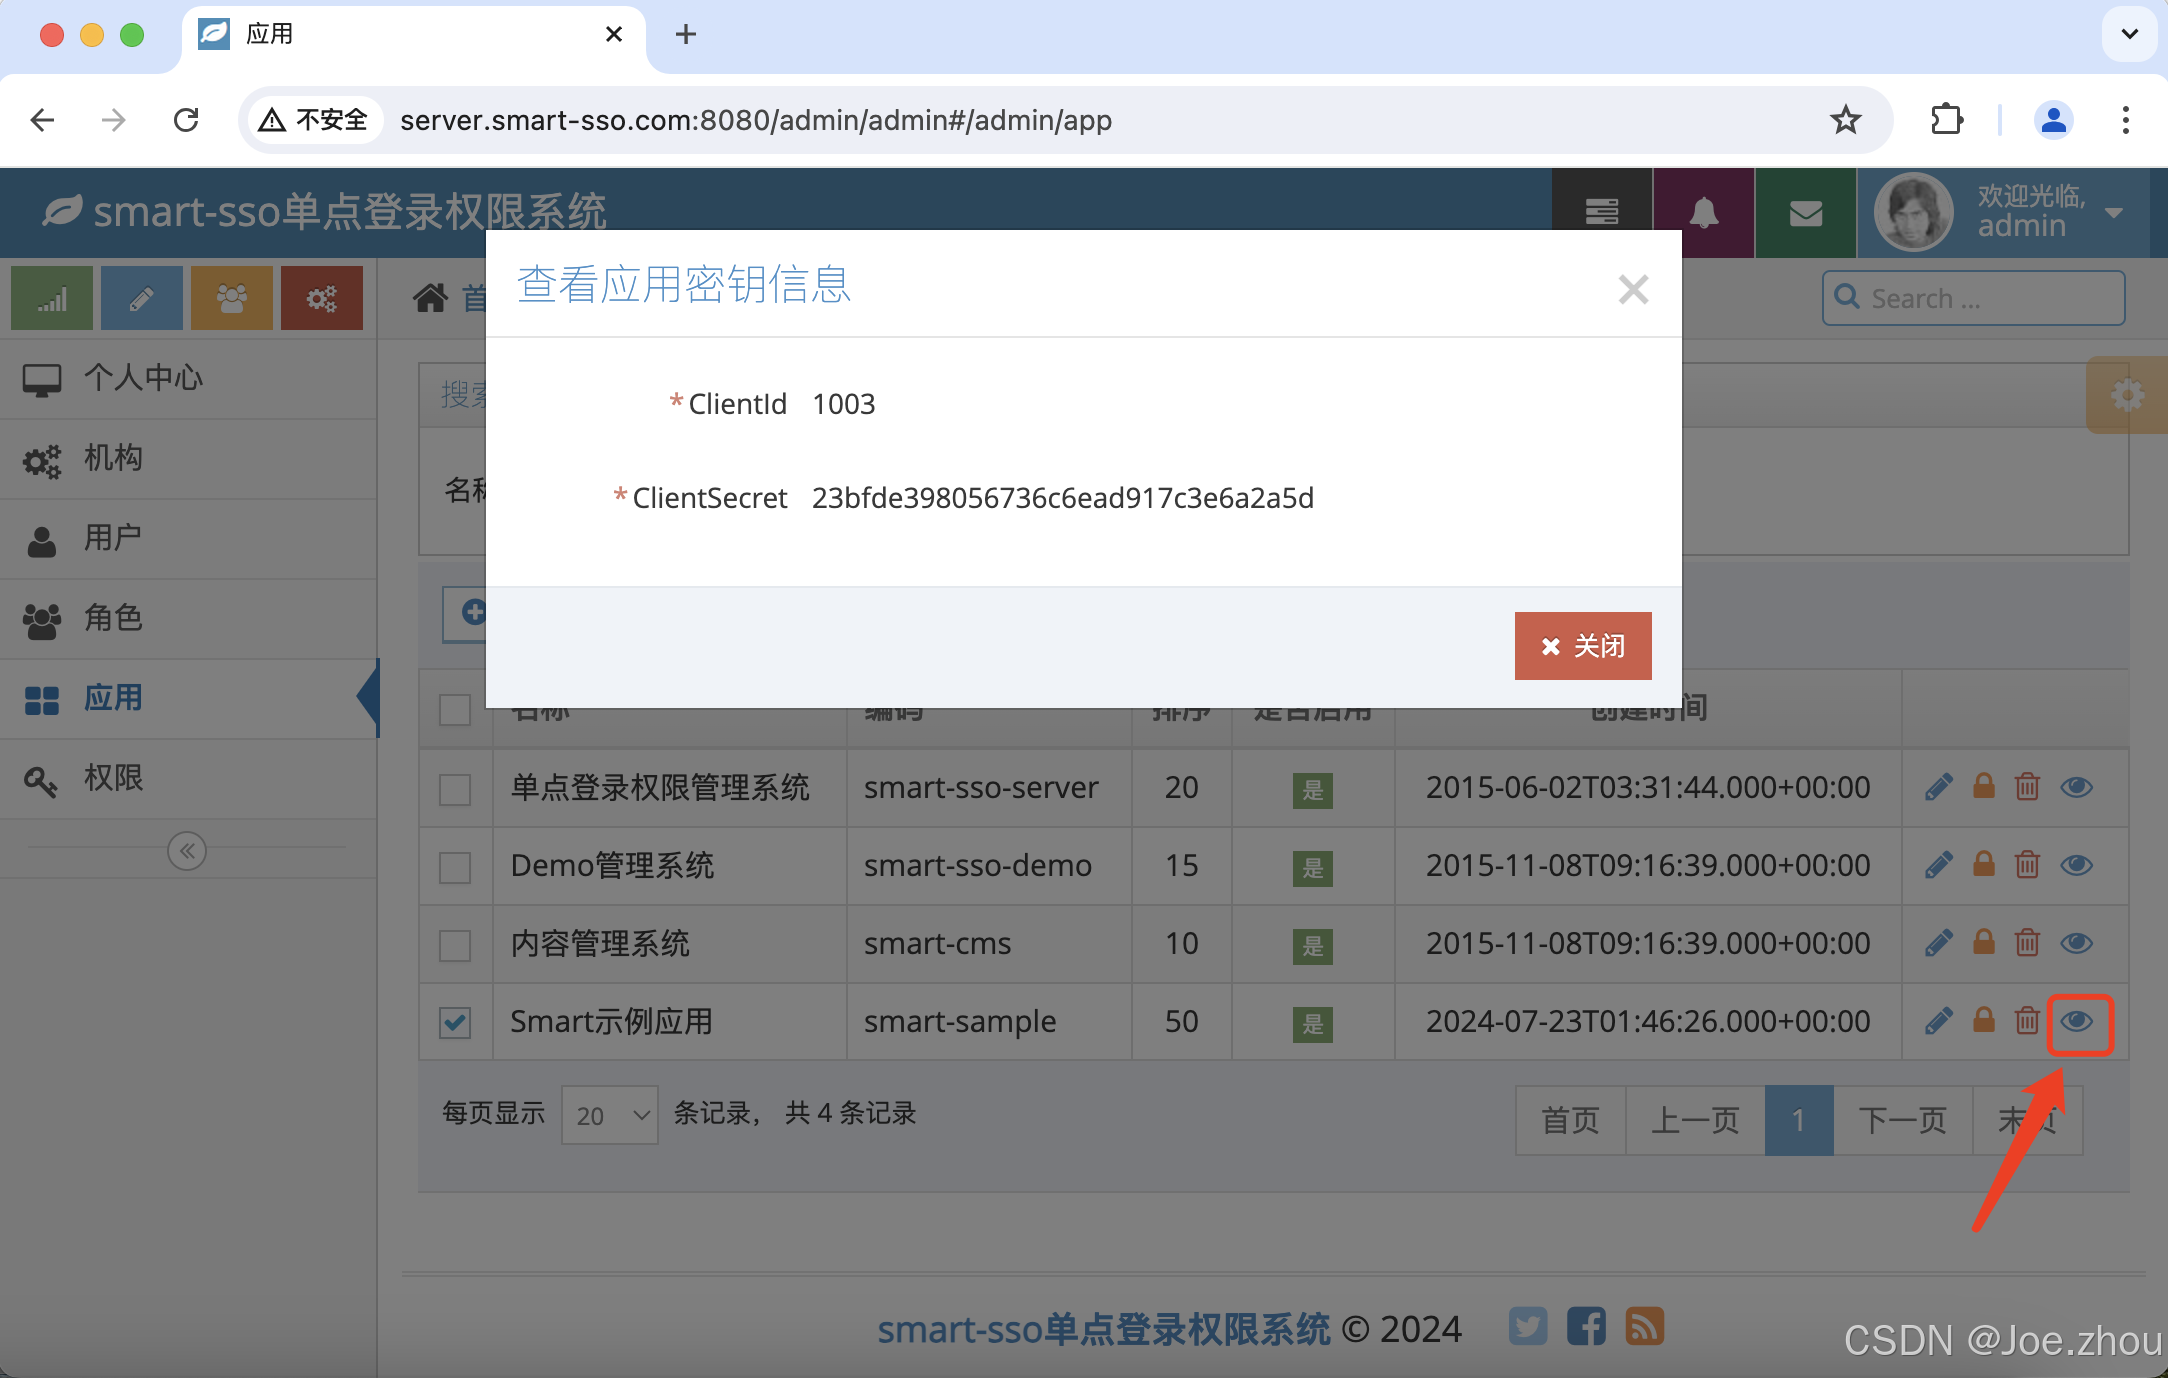 应用
不安全 server.smart-sso.com:8080/admin/admin#/admin/app
smart-sso单点登录权限系统
欢迎光临,
admin
查看应用密钥信息
首
Search ...
个人中心
搜索
*ClientId 1003
机构
名称
*ClientSecret 23bfde398056736c6ead917c3e6a2a5d
用户
角色
关闭
应用
名称 编码 排序 是否启用 创建时间
权限
单点登录权限管理系统 smart-sso-server 20 是 2015-06-02T03:31:44.000+00:00
Demo管理系统 smart-sso-demo 15 是 2015-11-08T09:16:39.000+00:00
内容管理系统 smart-cms 10 是 2015-11-08T09:16:39.000+00:00
Smart示例应用 smart-sample 50 是 2024-07-23T01:46:26.000+00:00
每页显示 20 条记录， 共 4 条记录
首页 上一页 1 下一页 末页
smart-sso单点登录权限系统 © 2024
CSDN @Joe.zhou